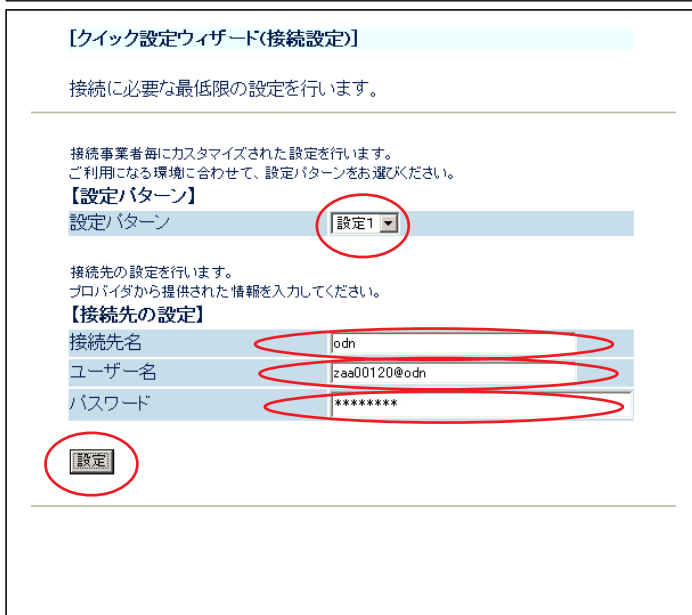 [クイック設定ウィザード(接続設定)]
接続に必要な最低限の設定を行います。
接続事業者毎にカスタマイズされた設定を行います。
ご利用になる環境に合わせて、設定パターンをお選びください。
【設定パターン】
設定パターン 設定1
接続先の設定を行います。
プロバイダから提供された情報を入力してください。
【接続先の設定】
接続先名 odn
ユーザー名 zaa00120@odn
パスワード ********
設定